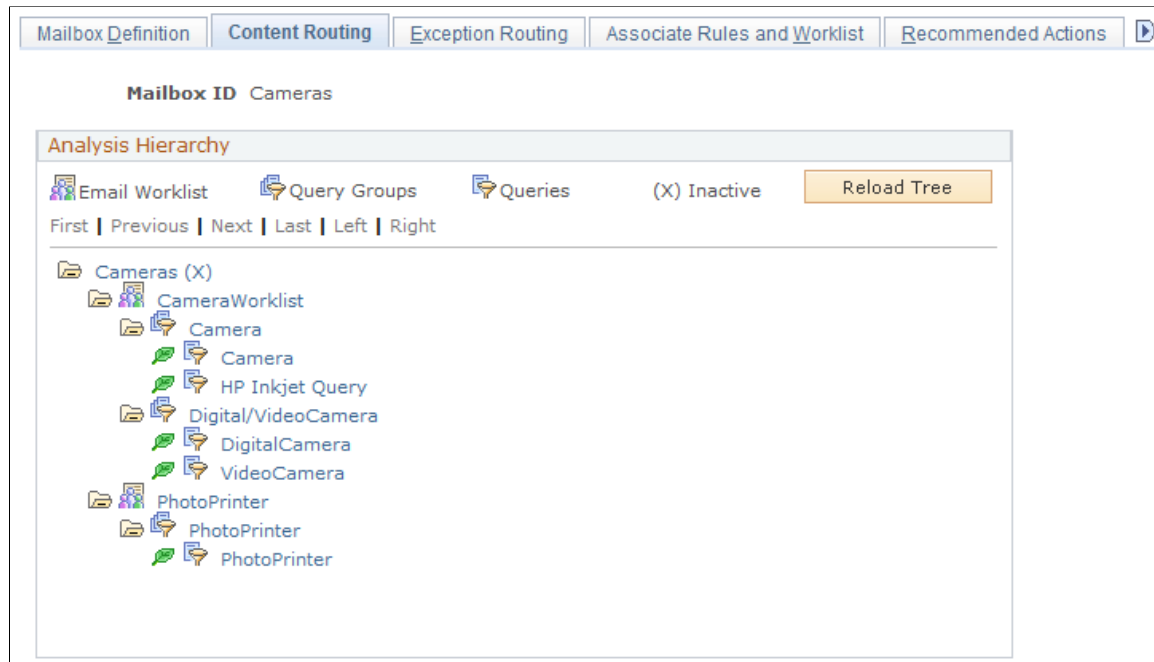 Mailbox Definition Content Routing Exception Routing Associate Rules and Worklist Recommended Actions
Mailbox ID Cameras
Analysis Hierarchy
Email Worklist Query Groups Queries (X) Inactive Reload Tree
First | Previous | Next | Last | Left | Right
Cameras (X)
CameraWorklist
Camera
Camera
HP Inkjet Query
Digital/VideoCamera
DigitalCamera
VideoCamera
PhotoPrinter
PhotoPrinter
PhotoPrinter